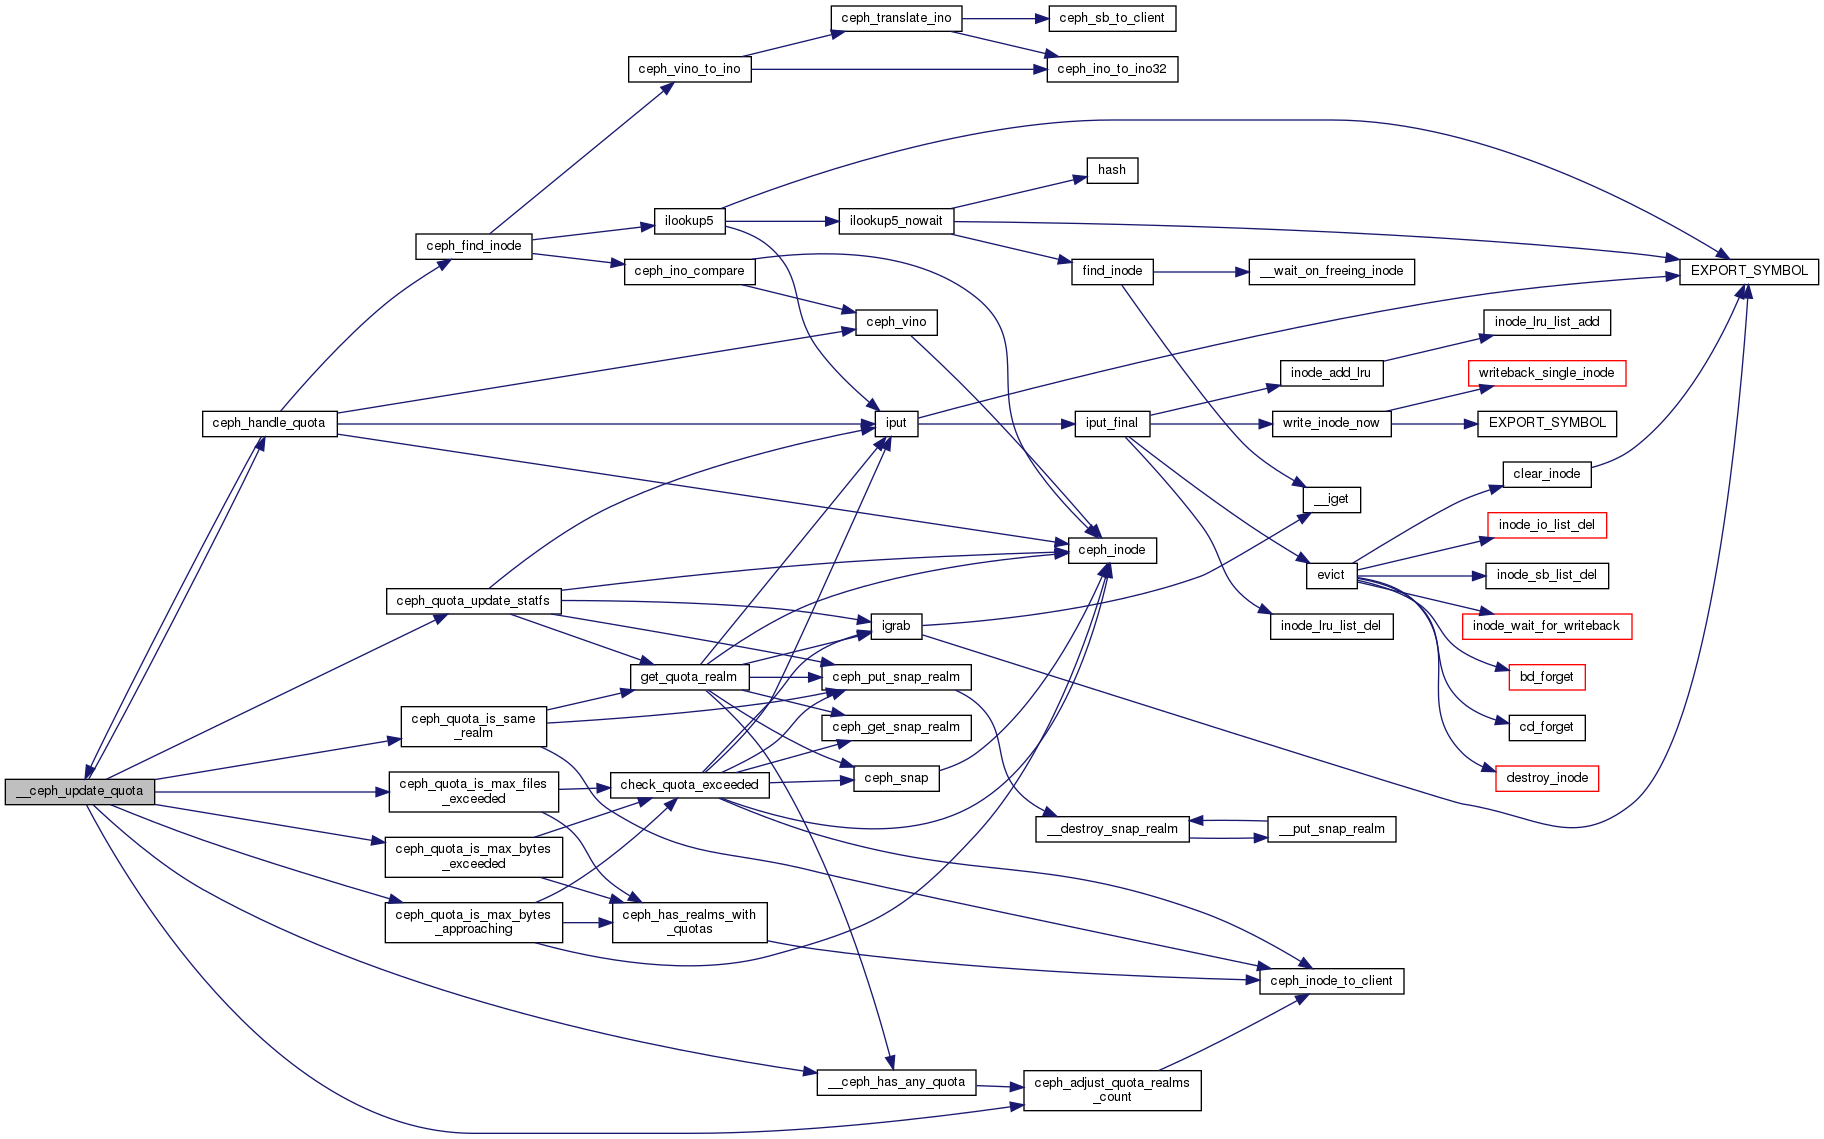 ceph_translate_ino
ceph_sb_to_client
ceph_vino_to_ino
ceph_ino_to_ino32
hash
ilookup5
ilookup5_nowait
ceph_find_inode
ceph_ino_compare
find_inode
__wait_on_freeing_inode
EXPORT_SYMBOL
ceph_vino
inode_lru_list_add
inode_add_lru
writeback_single_inode
ceph_handle_quota
iput
iput_final
write_inode_now
EXPORT_SYMBOL
clear_inode
__iget
inode_io_list_del
ceph_inode
evict
inode_sb_list_del
ceph_quota_update_statfs
igrab
inode_lru_list_del
inode_wait_for_writeback
get_quota_realm
ceph_put_snap_realm
bd_forget
ceph_quota_is_same
_realm
ceph_get_snap_realm
cd_forget
__ceph_update_quota
ceph_quota_is_max_files
_exceeded
check_quota_exceeded
ceph_snap
destroy_inode
__destroy_snap_realm
__put_snap_realm
ceph_quota_is_max_bytes
_exceeded
ceph_quota_is_max_bytes
_approaching
ceph_has_realms_with
_quotas
ceph_inode_to_client
__ceph_has_any_quota
ceph_adjust_quota_realms
_count